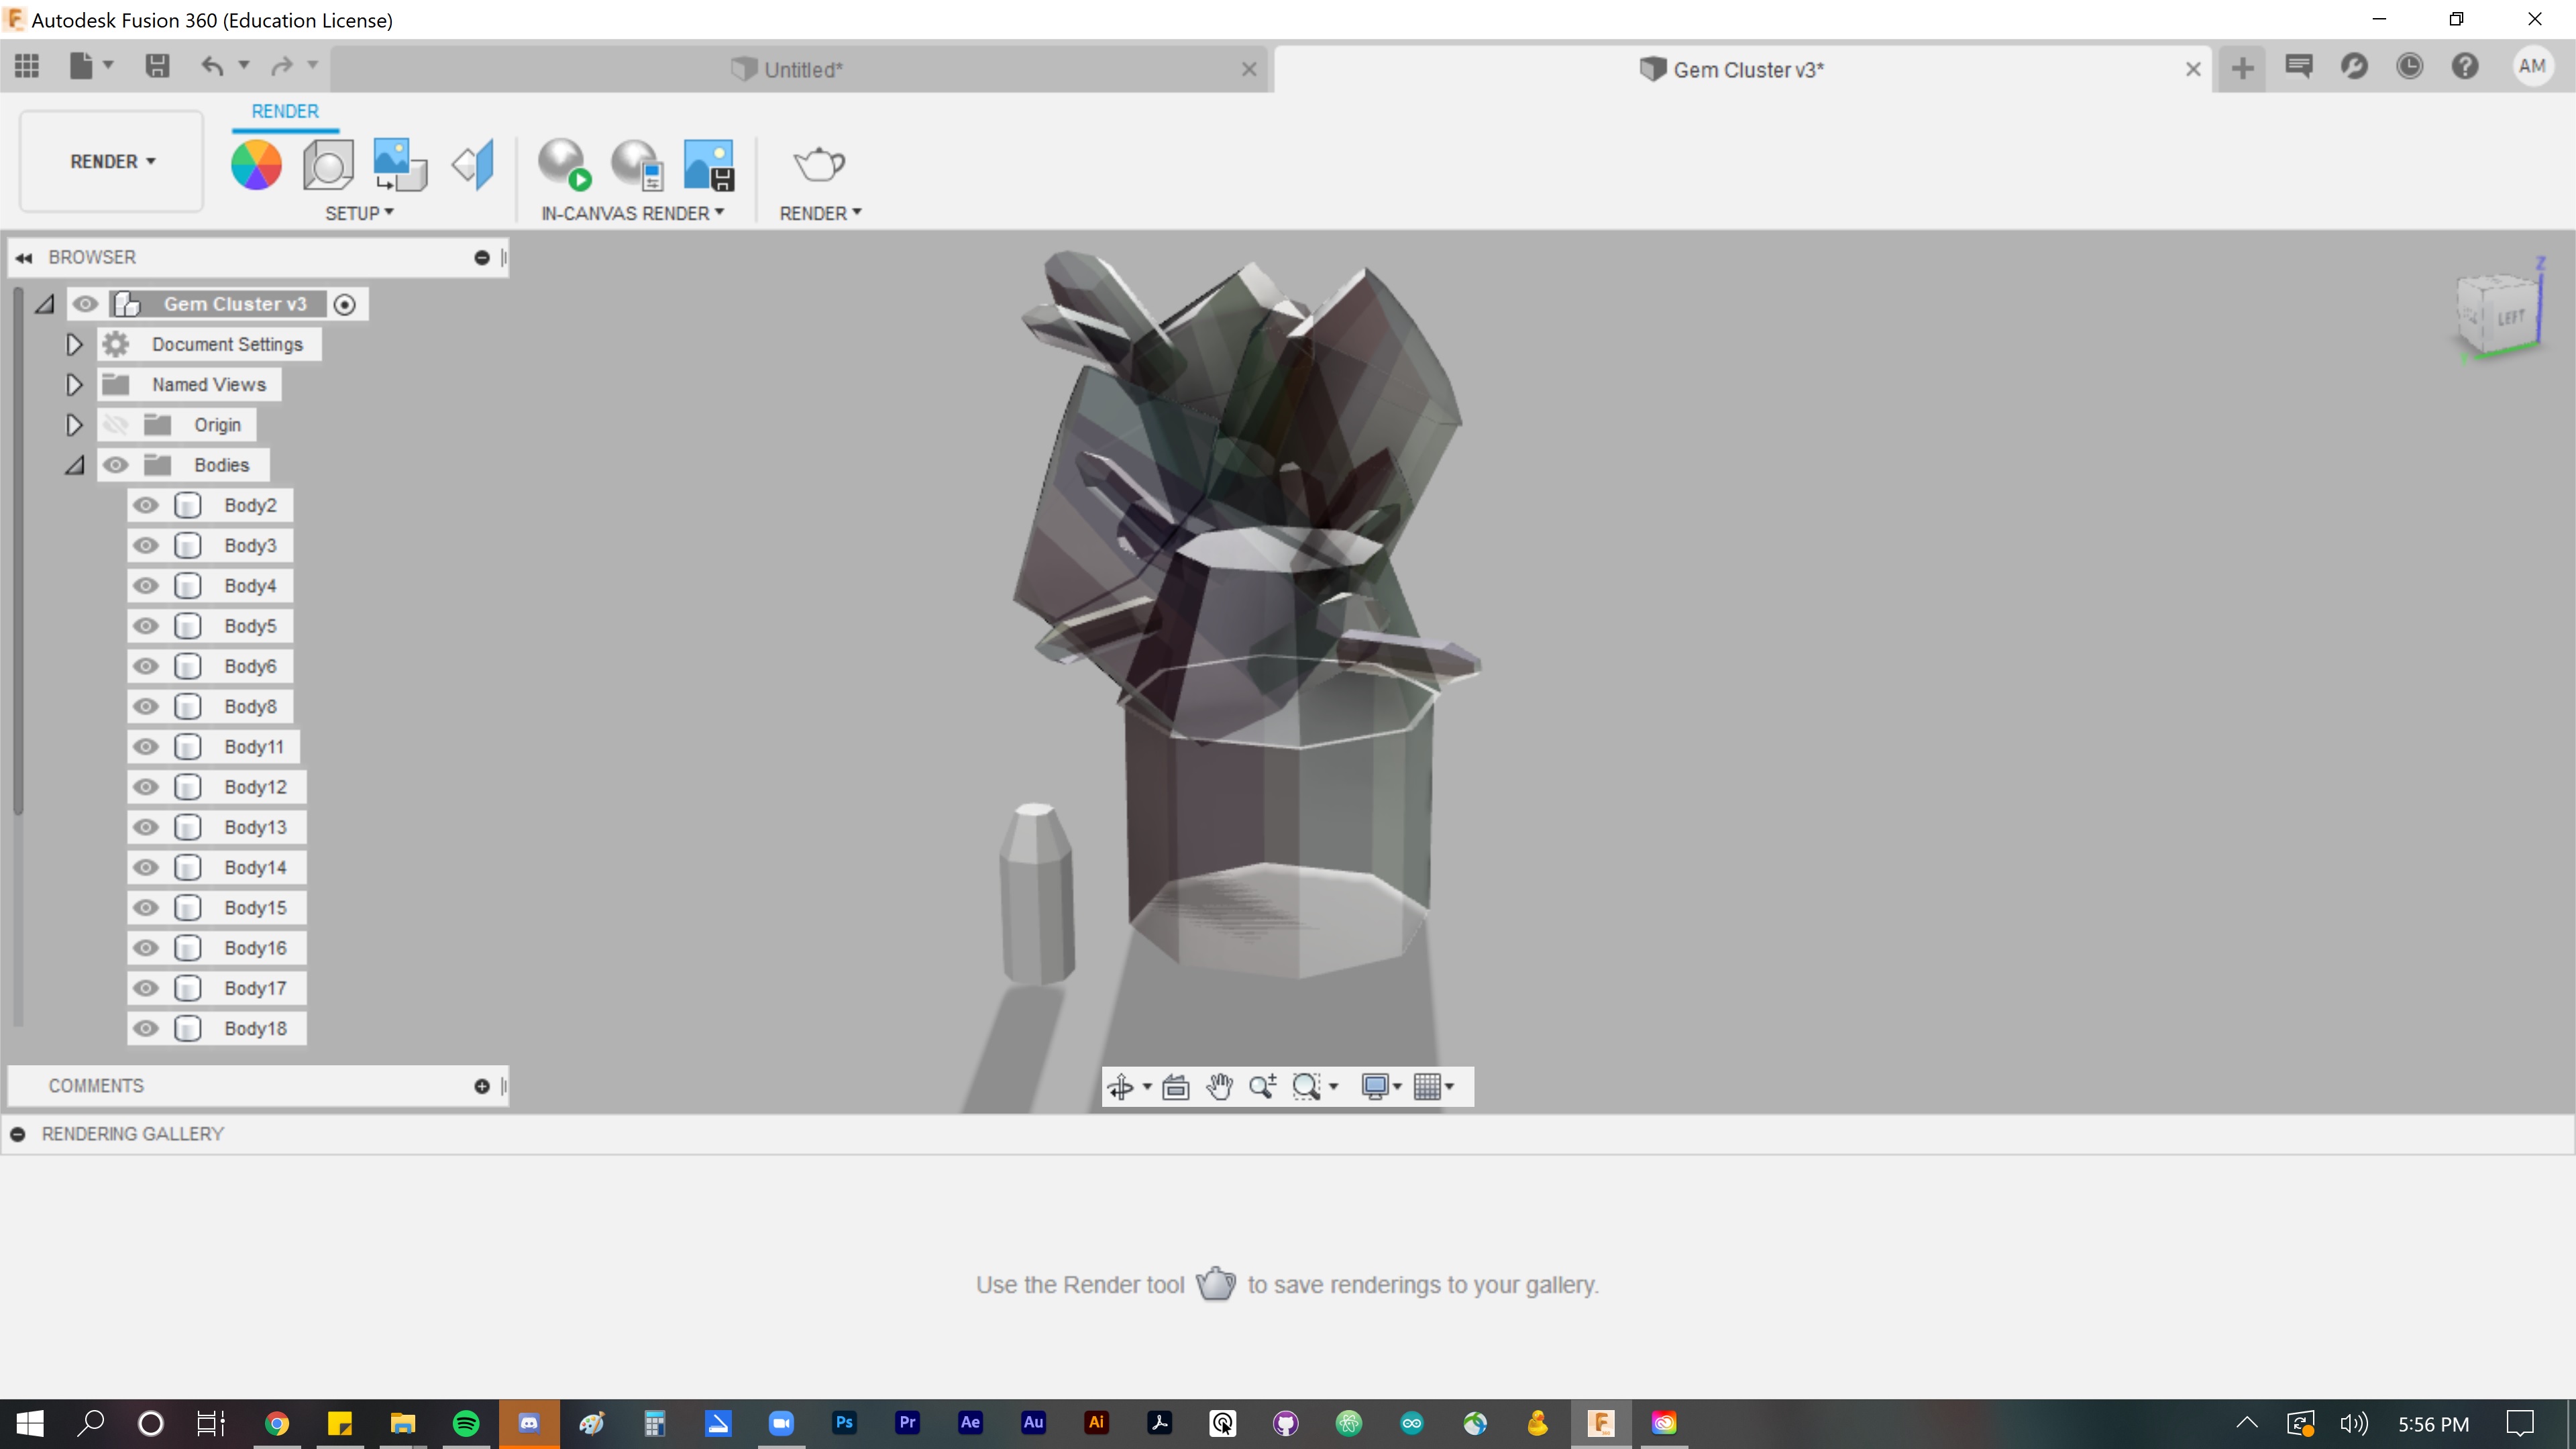 Autodesk Fusion 360 (Education License)
Untitled*
Gem Cluster v3*
AM
RENDER
RENDER
SETUP
IN-CANVAS RENDER
RENDER
BROWSER
Gem Cluster v3
Document Settings
Named Views
Origin
Bodies
Body2
Body3
Body4
Body5
Body6
Body8
Body11
Body12
Body13
Body14
Body15
Body16
Body17
Body18
Z
LEFT
COMMENTS
RENDERING GALLERY
Use the Render tool to save renderings to your gallery.
Ps
Pr
Ae
Au
Ai
5:56 PM